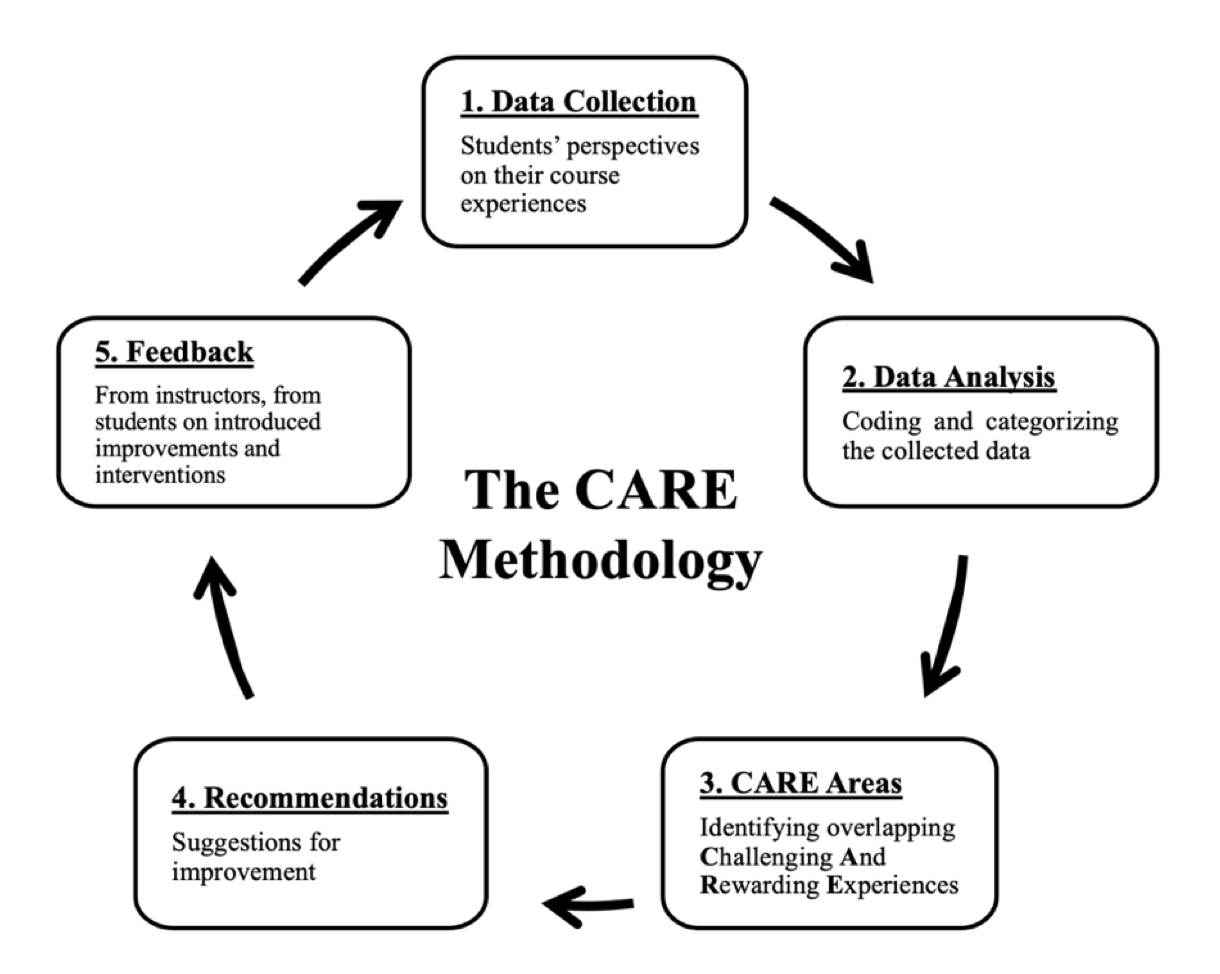 1. Data Collection
Students’ perspectives
on their course
experiences
2. Data Analysis
Coding and categorizing
the collected data
3. CARE Areas
Identifying overlapping
Challenging And
Rewarding Experiences
4. Recommendations
Suggestions for
improvement
5. Feedback
From instructors, from
students on introduced
improvements and
interventions
The CARE
Methodology